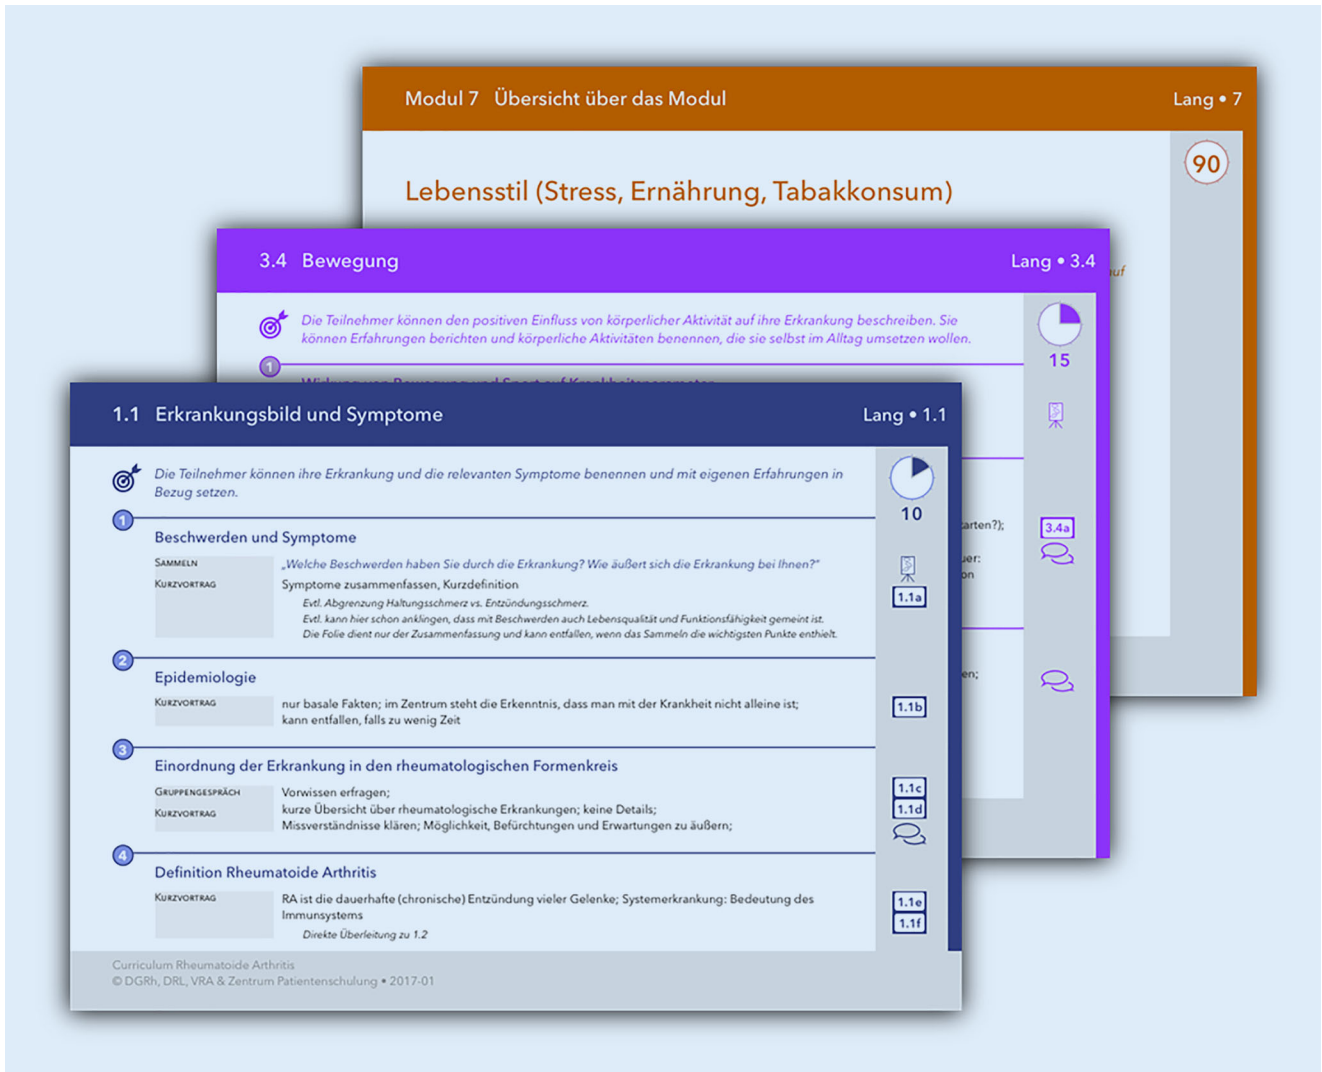 Modul 7 Übersicht über das Modul
Lang • 7
90
Lebensstil (Stress, Ernährung, Tabakkonsum)
auf
3.4 Bewegung
Lang • 3.4
Die Teilnehmer können den positiven Einfluss von körperlicher Aktivität auf ihre Erkrankung beschreiben. Sie
können Erfahrungen berichten und körperliche Aktivitäten benennen, die sie selbst im Alltag umsetzen wollen.
15
1
Wirkung von Bewegung und Sport auf Krankheitsparameter
arten?);
3.4a
uer:
on
en;
1.1 Erkrankungsbild und Symptome
Lang • 1.1
Die Teilnehmer können ihre Erkrankung und die relevanten Symptome benennen und mit eigenen Erfahrungen in
Bezug setzen.
10
1
Beschwerden und Symptome
SAMMELN „Welche Beschwerden haben Sie durch die Erkrankung? Wie äußert sich die Erkrankung bei Ihnen?“
KURZVORTRAG Symptome zusammenfassen, Kurzdefinition
1.1a
Evtl. Abgrenzung Haltungsschmerz vs. Entzündungsschmerz.
Evtl. kann hier schon anklingen, dass mit Beschwerden auch Lebensqualität und Funktionsfähigkeit gemeint ist.
Die Folie dient nur der Zusammenfassung und kann entfallen, wenn das Sammeln die wichtigsten Punkte enthielt.
2
Epidemiologie
KURZVORTRAG nur basale Fakten; im Zentrum steht die Erkenntnis, dass man mit der Krankheit nicht alleine ist;
kann entfallen, falls zu wenig Zeit
1.1b
3
Einordnung der Erkrankung in den rheumatologischen Formenkreis
GRUPPENGESPRÄCH Vorwissen erfragen;
1.1c
KURZVORTRAG kurze Übersicht über rheumatologische Erkrankungen; keine Details;
1.1d
Missverständnisse klären; Möglichkeit, Befürchtungen und Erwartungen zu äußern;
4
Definition Rheumatoide Arthritis
KURZVORTRAG RA ist die dauerhafte (chronische) Entzündung vieler Gelenke; Systemerkrankung: Bedeutung des
Immunsystems
1.1e
1.1f
Direkte Überleitung zu 1.2
Curriculum Rheumatoide Arthritis
© DGRh, DRL, VRA & Zentrum Patientenschulung • 2017-01